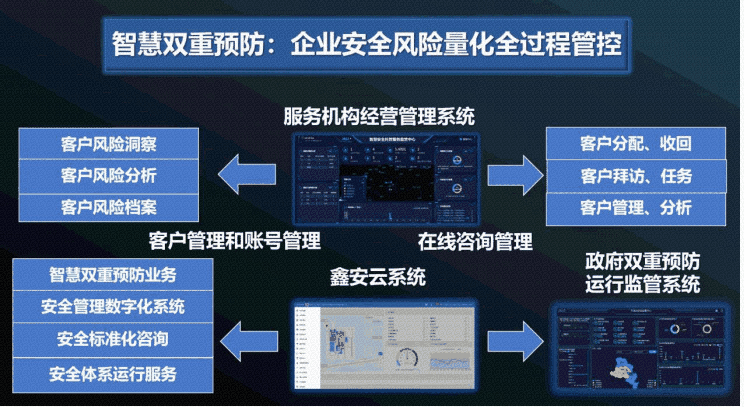 智慧双重预防：企业安全风险量化全过程管控
服务机构经营管理系统
客户风险洞察
客户风险分析
客户风险档案
客户分配、收回
客户拜访、任务
客户管理、分析
客户管理和账号管理
在线咨询管理
智慧双重预防业务
安全管理数字化系统
安全标准化咨询
安全体系运行服务
鑫安云系统
政府双重预防
运行监管系统